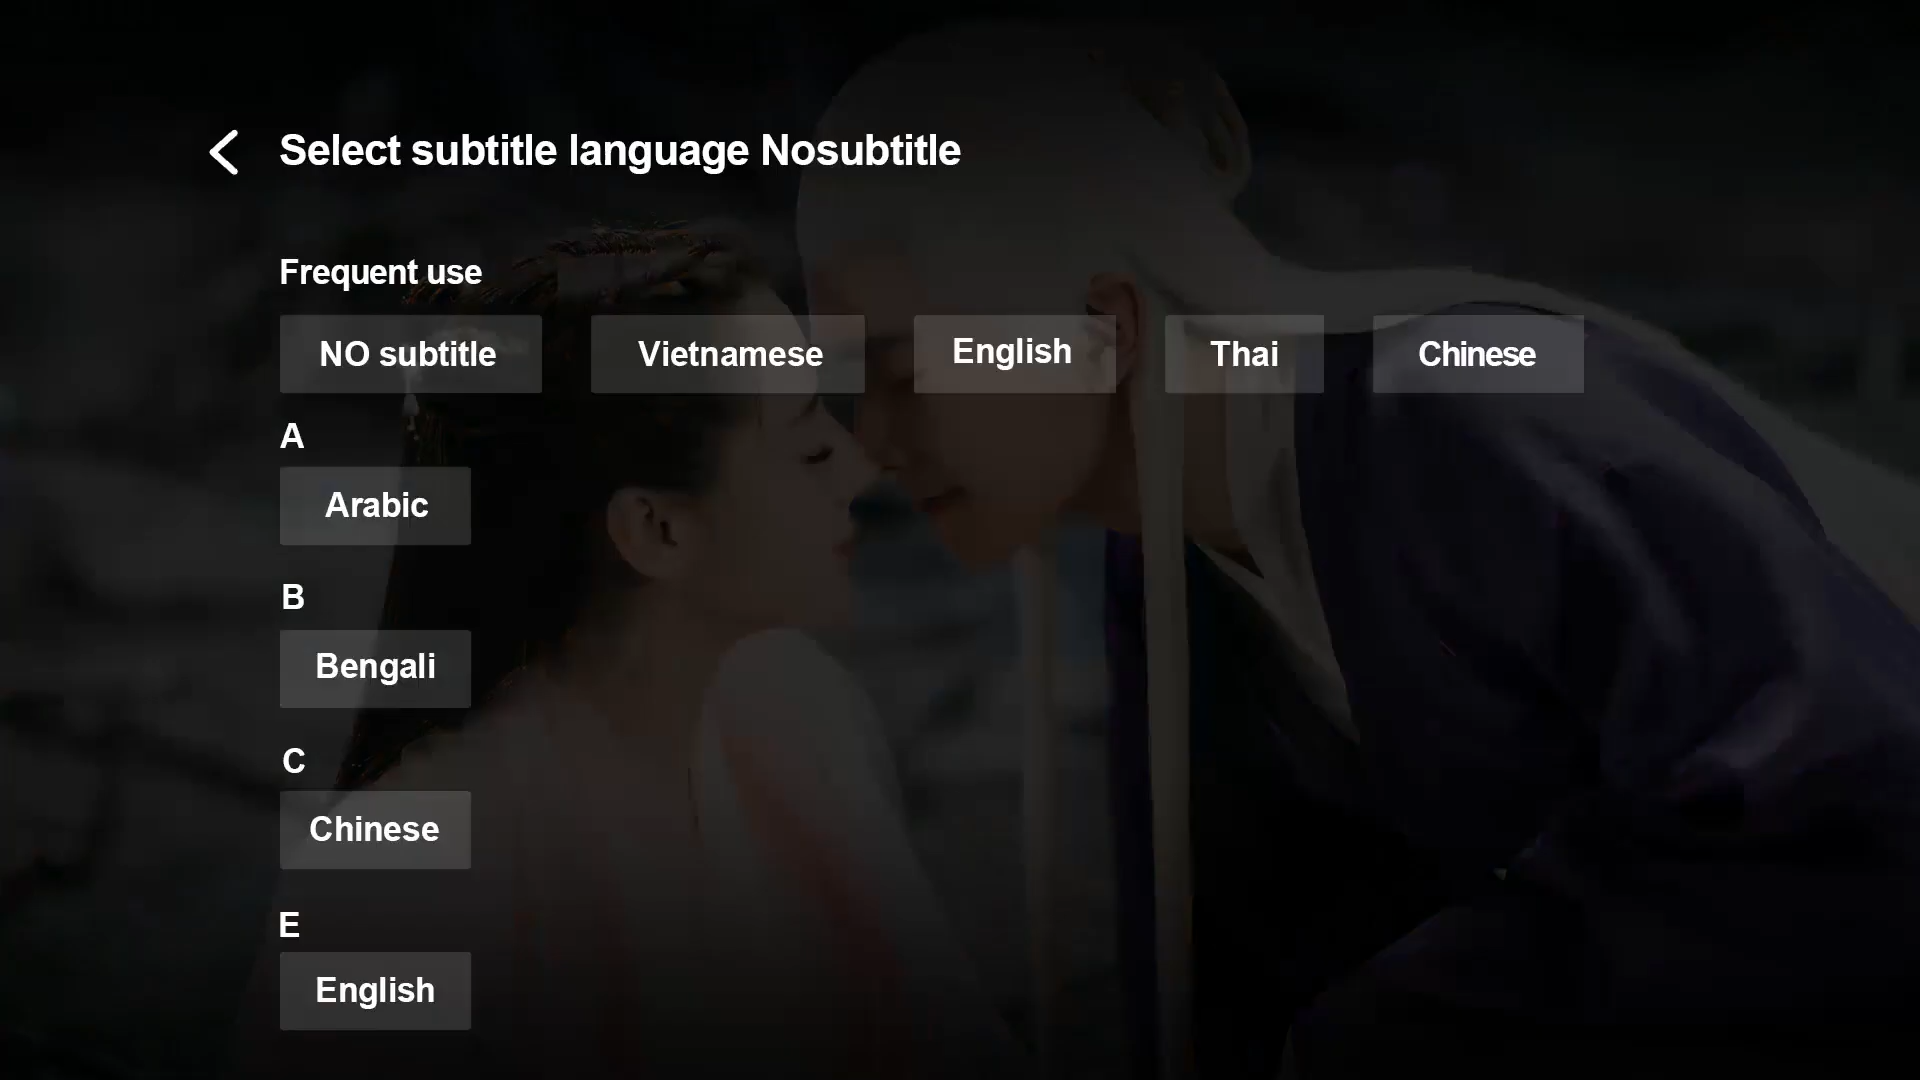 Select subtitle language Nosubtitle
Frequent use
NO subtitle Vietnamese English Thai Chinese
A
Arabic
B
Bengali
C
Chinese
E
English